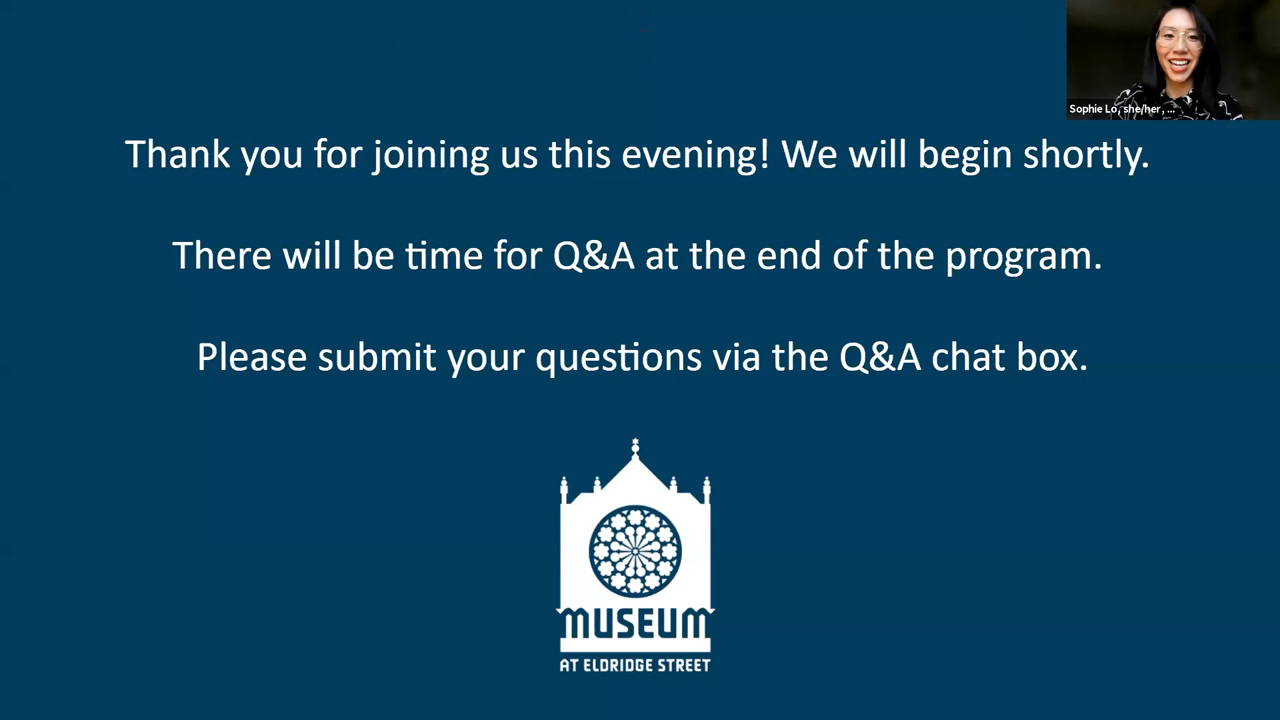 Sophie Lo, she/her, ...
Thank you for joining us this evening! We will begin shortly.
There will be time for Q&A at the end of the program.
Please submit your questions via the Q&A chat box.
MUSEUM
AT ELDRIDGE STREET